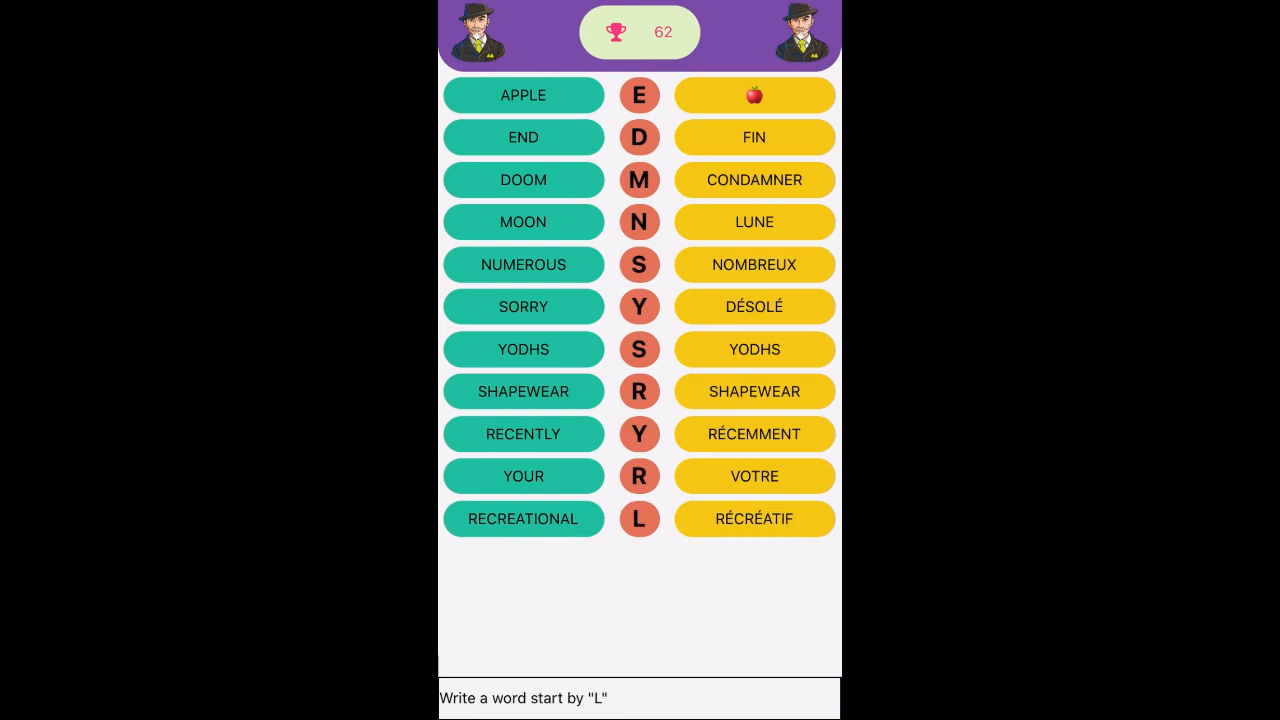 62
APPLE E 🍎
END D FIN
DOOM M CONDAMNER
MOON N LUNE
NUMEROUS S NOMBREUX
SORRY Y DÉSOLÉ
YODHS S YODHS
SHAPEWEAR R SHAPEWEAR
RECENTLY Y RÉCEMMENT
YOUR R VOTRE
RECREATIONAL L RÉCRÉATIF
Write a word start by "L"